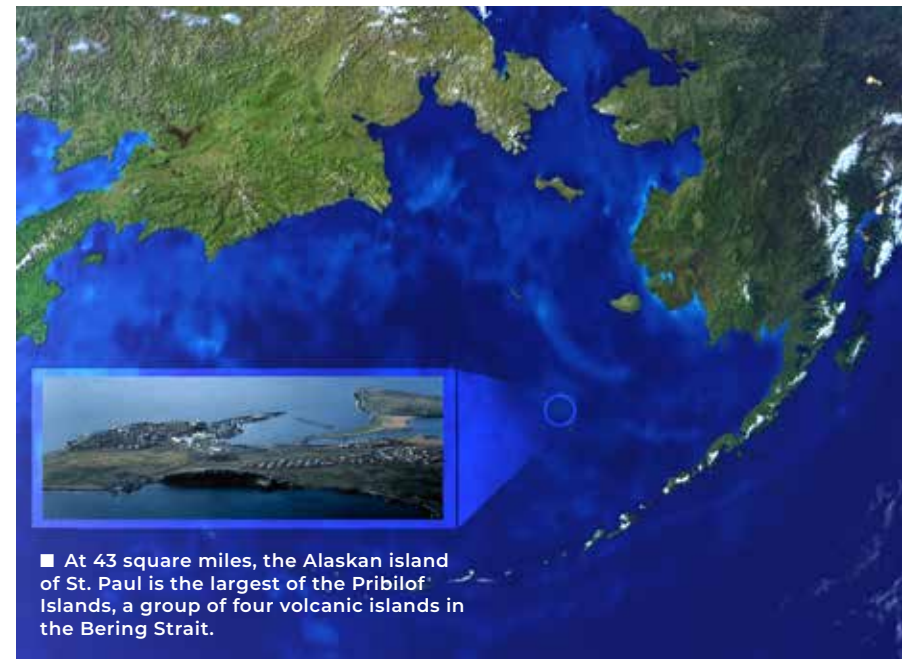 ■ At 43 square miles, the Alaskan island
of St. Paul is the largest of the Pribilof
Islands, a group of four volcanic islands in
the Bering Strait.